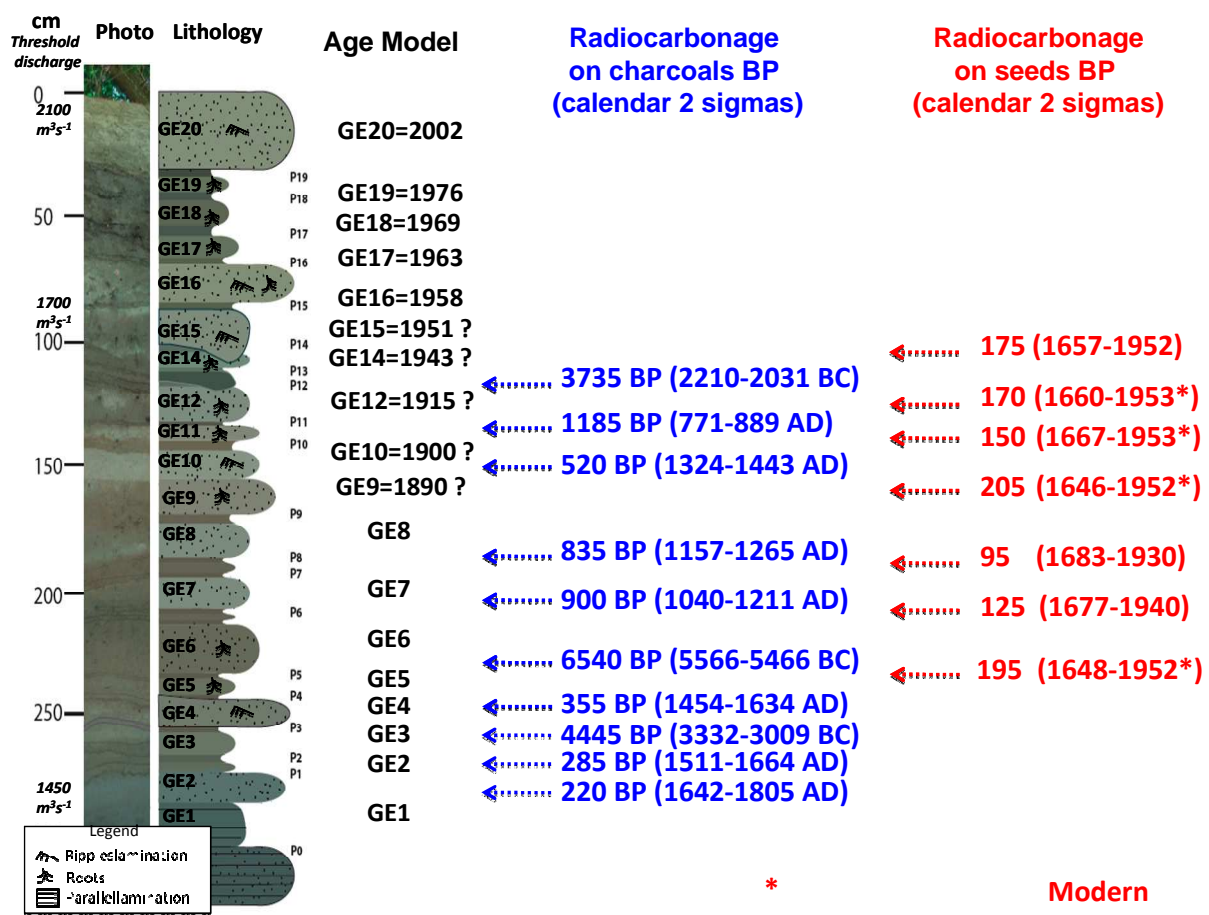 cm
Threshold
discharge
Photo
Lithology
Age Model
Radiocarbonage
on charcoals BP
(calendar 2 sigmas)
Radiocarbonage
on seeds BP
(calendar 2 sigmas)
0
2100
m³s⁻¹
50
1700
m³s⁻¹
100
150
200
250
1450
m³s⁻¹
GE20
GE19
GE18
GE17
GE16
GE15
GE14
GE12
GE11
GE10
GE9
GE8
GE7
GE6
GE5
GE4
GE3
GE2
GE1
P19
P18
P17
P16
P15
P14
P13
P12
P11
P10
P9
P8
P7
P6
P5
P4
P3
P2
P1
P0
GE20=2002
GE19=1976
GE18=1969
GE17=1963
GE16=1958
GE15=1951 ?
GE14=1943 ?
GE12=1915 ?
GE10=1900 ?
GE9=1890 ?
GE8
GE7
GE6
GE5
GE4
GE3
GE2
GE1
3735 BP (2210-2031 BC)
1185 BP (771-889 AD)
520 BP (1324-1443 AD)
835 BP (1157-1265 AD)
900 BP (1040-1211 AD)
6540 BP (5566-5466 BC)
355 BP (1454-1634 AD)
4445 BP (3332-3009 BC)
285 BP (1511-1664 AD)
220 BP (1642-1805 AD)
175 (1657-1952)
170 (1660-1953*)
150 (1667-1953*)
205 (1646-1952*)
95 (1683-1930)
125 (1677-1940)
195 (1648-1952*)
* Modern
Legend
Roots